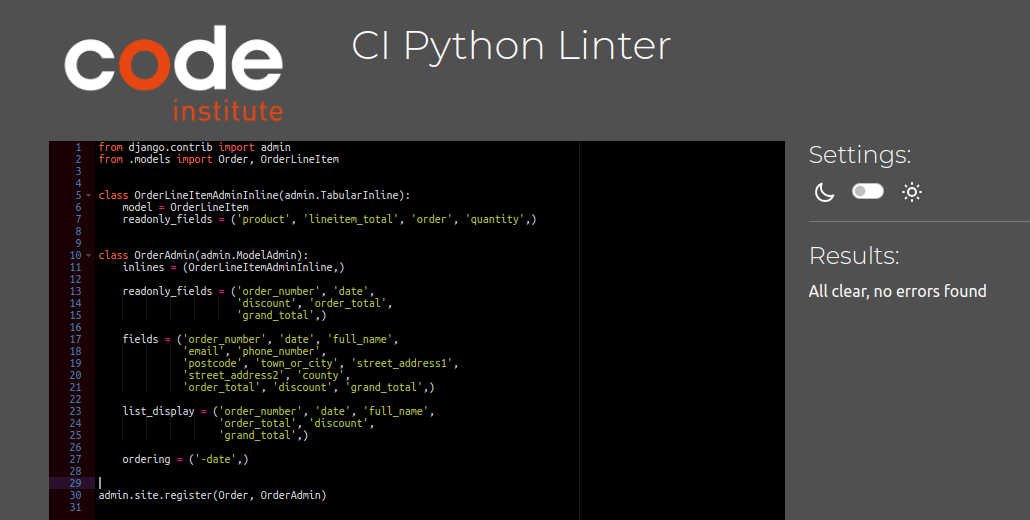 code
institute
CI Python Linter
1 from django.contrib import admin
2 from .models import Order, OrderLineItem
3
4
5 class OrderLineItemAdminInline(admin.TabularInline):
6     model = OrderLineItem
7     readonly_fields = ('product', 'lineitem_total', 'order', 'quantity',)
8
9
10 class OrderAdmin(admin.ModelAdmin):
11     inlines = (OrderLineItemAdminInline,)
12
13     readonly_fields = ('order_number', 'date',
14                        'discount', 'order_total',
15                        'grand_total',)
16
17     fields = ('order_number', 'date', 'full_name',
18               'email', 'phone_number',
19               'postcode', 'town_or_city', 'street_address1',
20               'street_address2', 'county',
21               'order_total', 'discount', 'grand_total',)
22
23     list_display = ('order_number', 'date', 'full_name',
24                     'order_total', 'discount',
25                     'grand_total',)
26
27     ordering = ('-date',)
28
29
30 admin.site.register(Order, OrderAdmin)
31
Settings:
Results:
All clear, no errors found